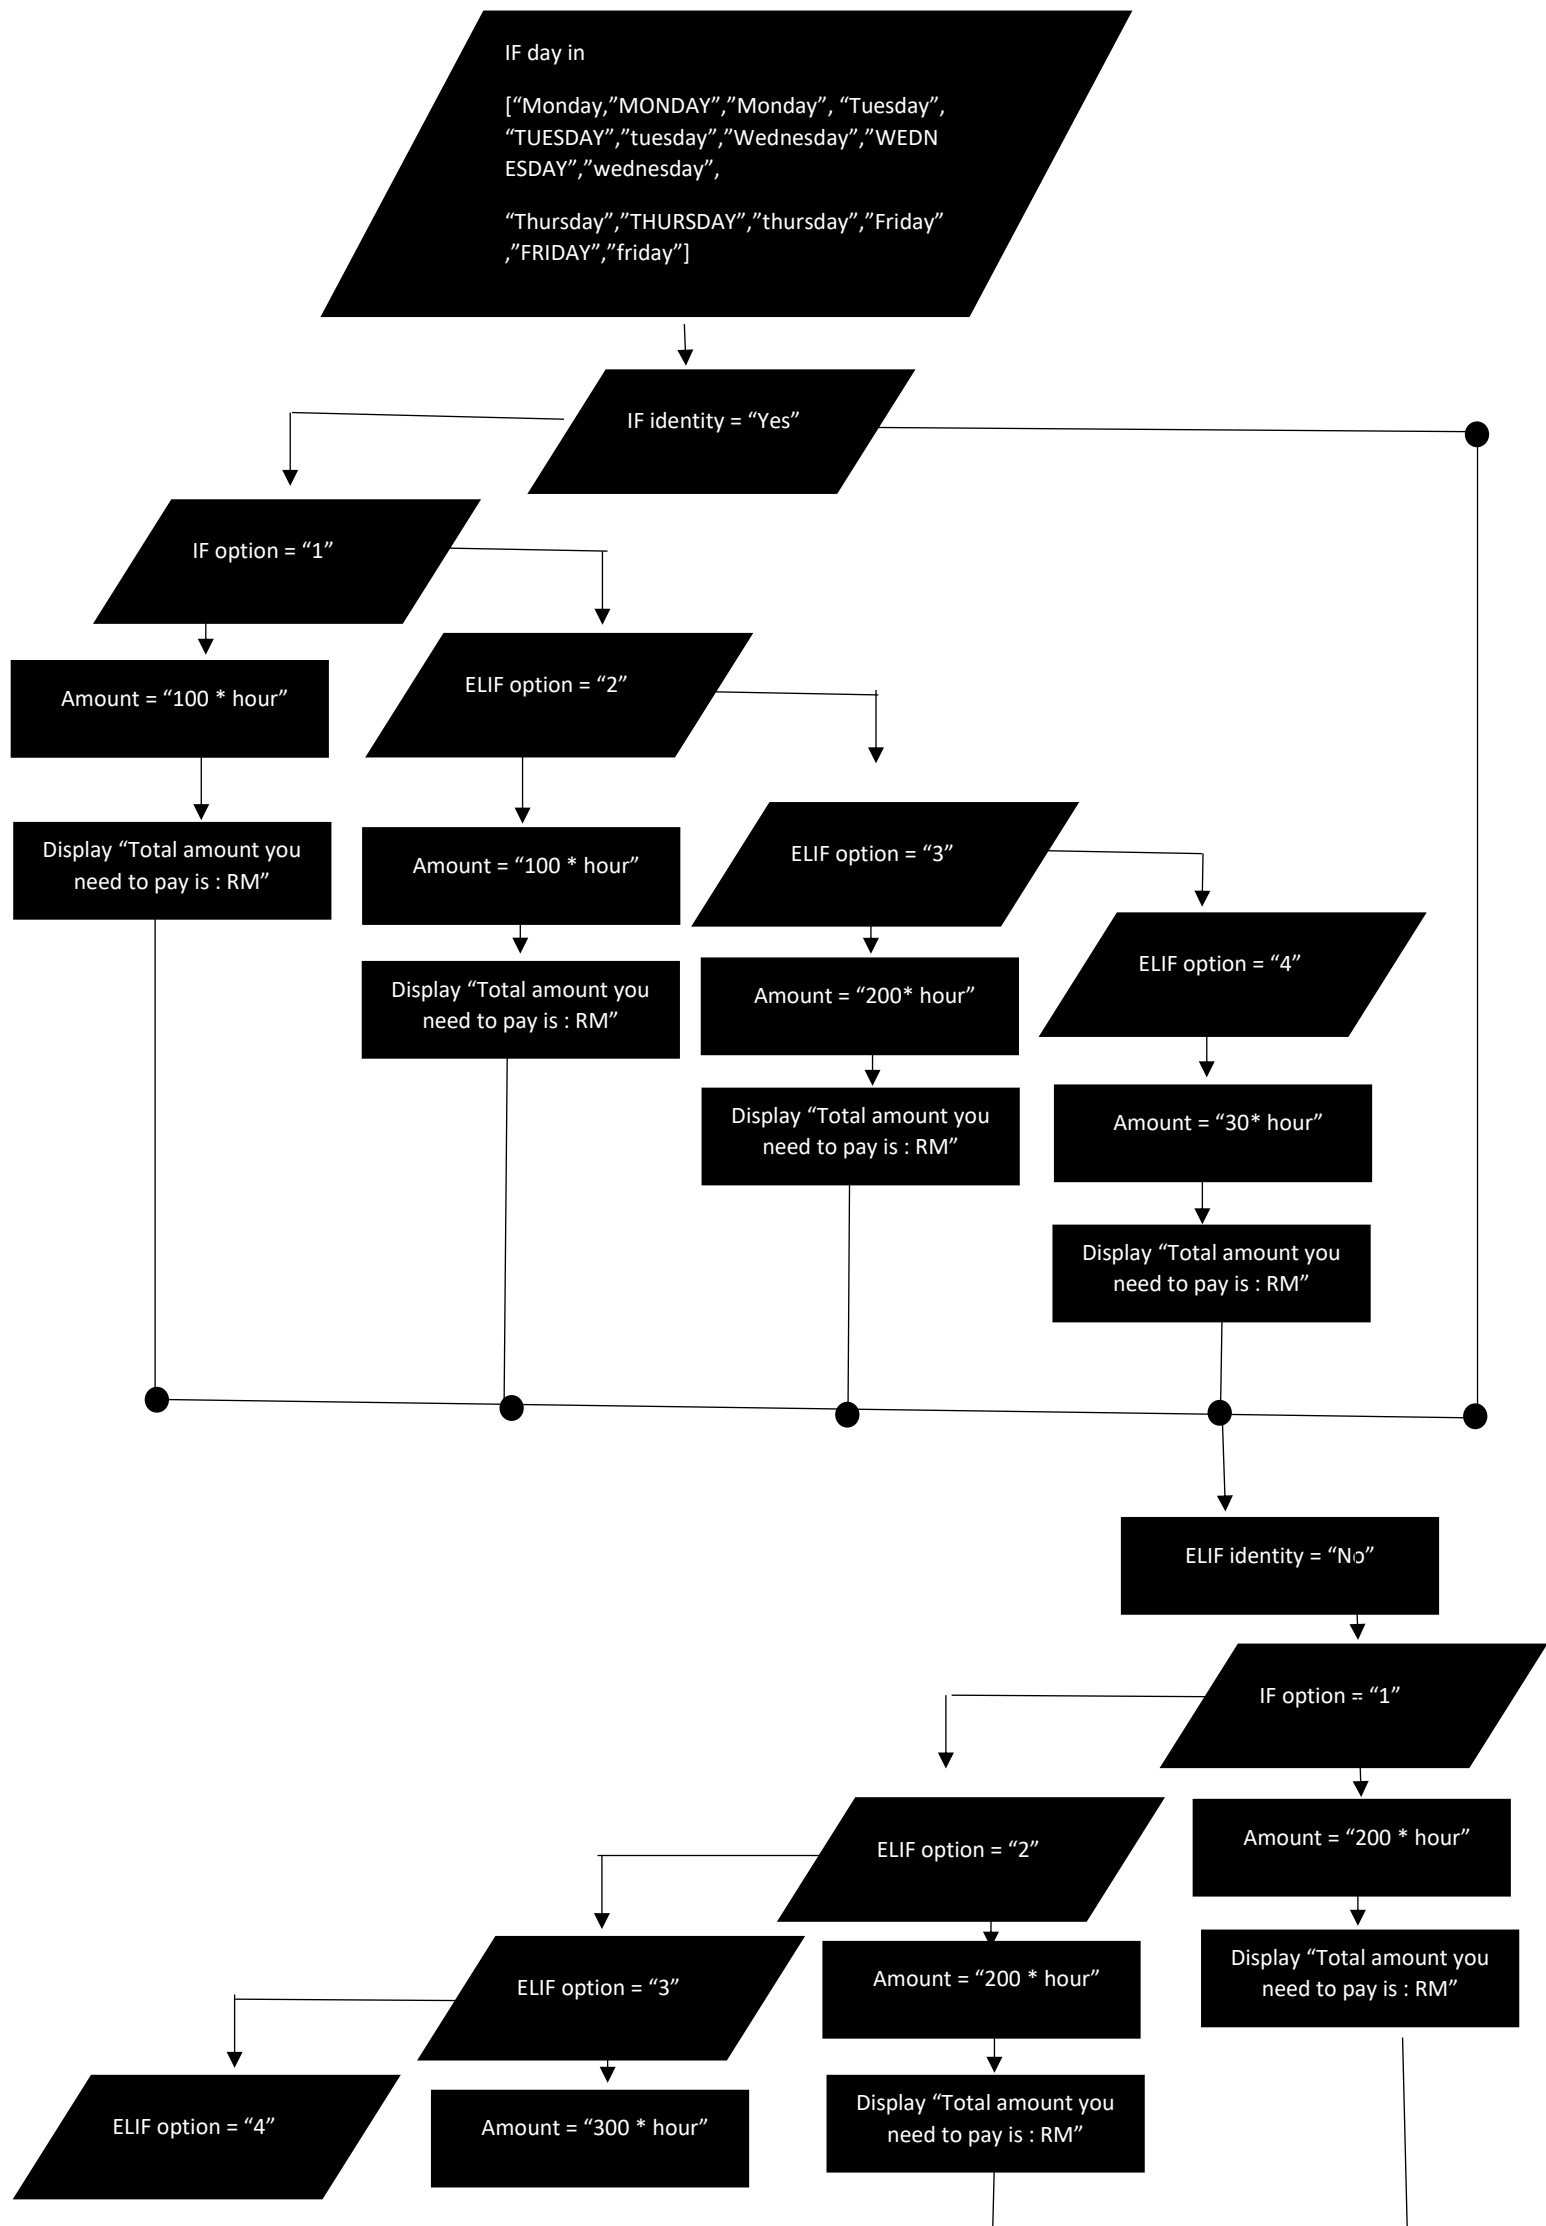 IF day in
[“Monday,”MONDAY”,”Monday”, “Tuesday”,
“TUESDAY”,”tuesday”,”Wednesday”,”WEDN
ESDAY”,”wednesday”,
“Thursday”,”THURSDAY”,”thursday”,”Friday”
,”FRIDAY”,”friday”]
IF identity = “Yes”
IF option = “1”
Amount = “100 * hour”
Display “Total amount you
need to pay is : RM”
ELIF option = “2”
Amount = “100 * hour”
Display “Total amount you
need to pay is : RM”
ELIF option = “3”
Amount = “200* hour”
Display “Total amount you
need to pay is : RM”
ELIF option = “4”
Amount = “30* hour”
Display “Total amount you
need to pay is : RM”
ELIF identity = “No”
IF option = “1”
Amount = “200 * hour”
Display “Total amount you
need to pay is : RM”
ELIF option = “2”
Amount = “200 * hour”
Display “Total amount you
need to pay is : RM”
ELIF option = “3”
Amount = “300 * hour”
ELIF option = “4”